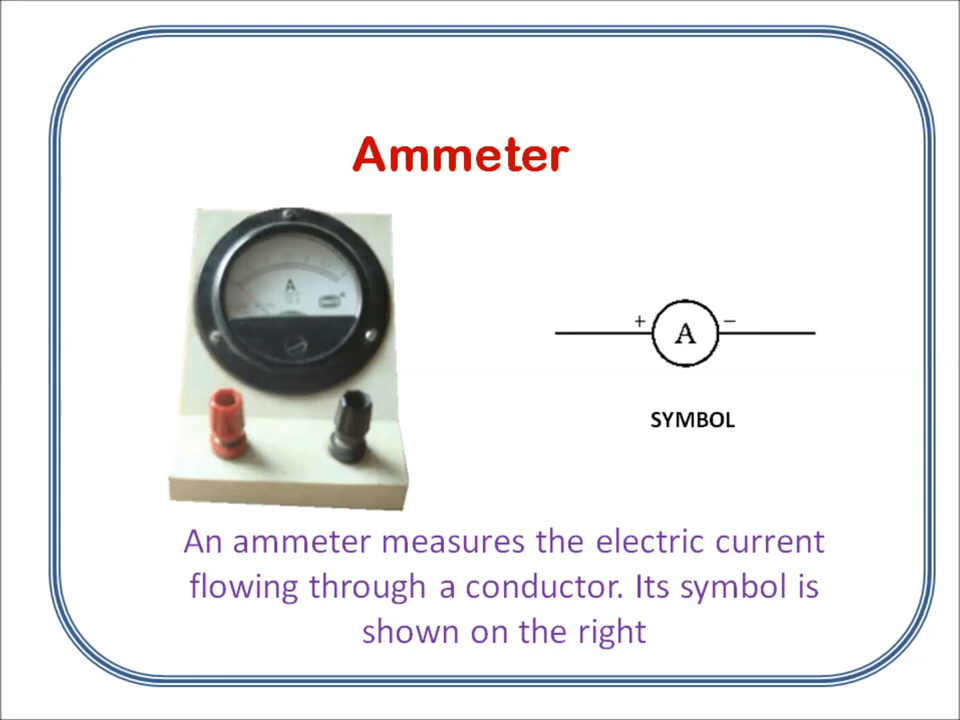 Ammeter
A
+
A
–
SYMBOL
An ammeter measures the electric current
flowing through a conductor. Its symbol is
shown on the right